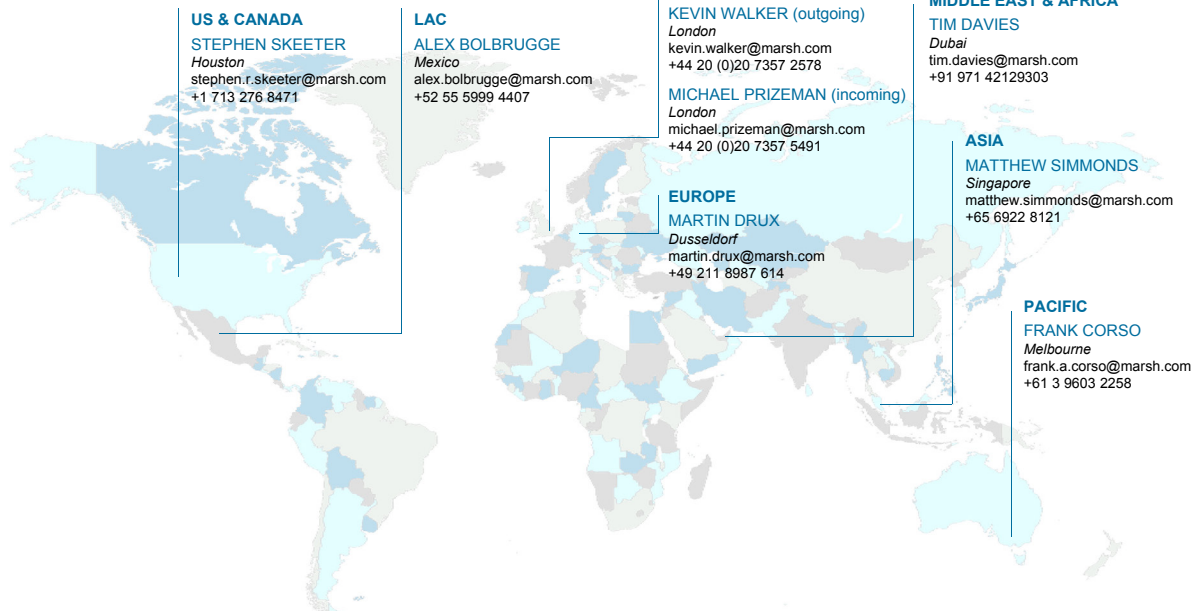 US & CANADA
STEPHEN SKEETER
Houston
stephen.r.skeeter@marsh.com
+1 713 276 8471
LAC
ALEX BOLBRUGGE
Mexico
alex.bolbrugge@marsh.com
+52 55 5999 4407
KEVIN WALKER (outgoing)
London
kevin.walker@marsh.com
+44 20 (0)20 7357 2578
MICHAEL PRIZEMAN (incoming)
London
michael.prizeman@marsh.com
+44 20 (0)20 7357 5491
EUROPE
MARTIN DRUX
Dusseldorf
martin.drux@marsh.com
+49 211 8987 614
MIDDLE EAST & AFRICA
TIM DAVIES
Dubai
tim.davies@marsh.com
+91 971 42129303
ASIA
MATTHEW SIMMONDS
Singapore
matthew.simmonds@marsh.com
+65 6922 8121
PACIFIC
FRANK CORSO
Melbourne
frank.a.corso@marsh.com
+61 3 9603 2258